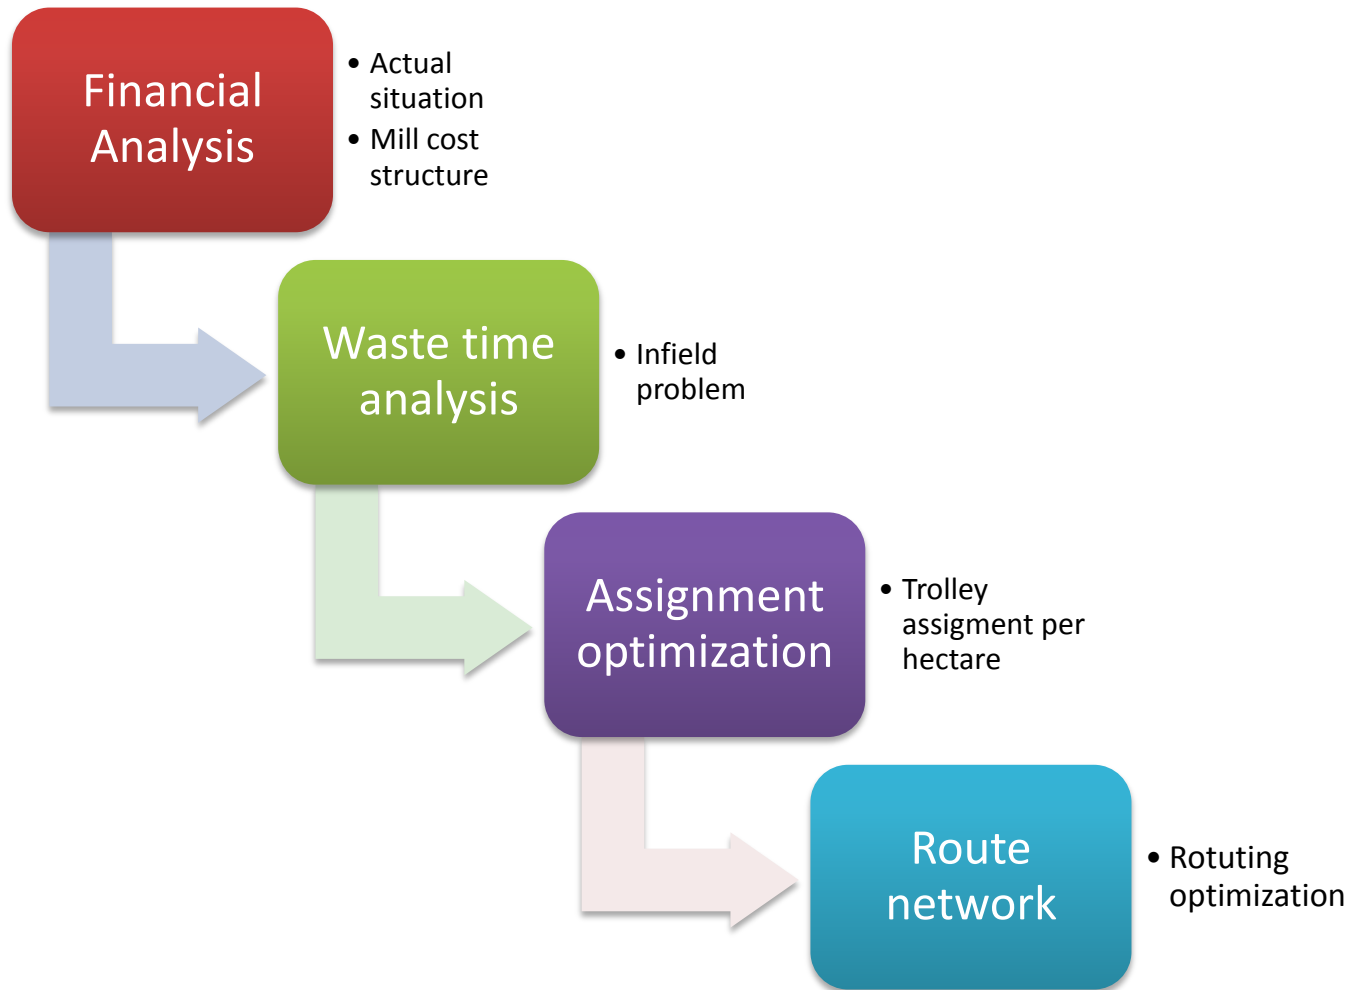 Financial
Analysis
• Actual
situation
• Mill cost
structure
Waste time
analysis
• Infield
problem
Assignment
optimization
• Trolley
assigment per
hectare
Route
network
• Rotuting
optimization